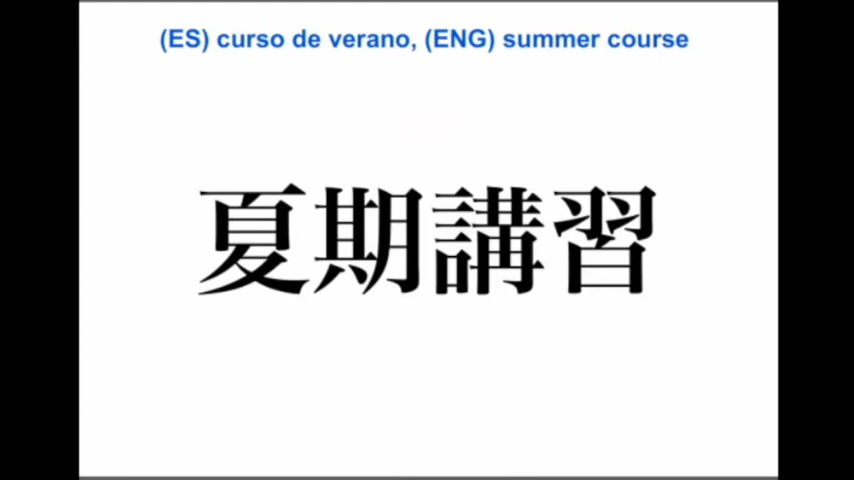 (ES) curso de verano, (ENG) summer course
夏期講習